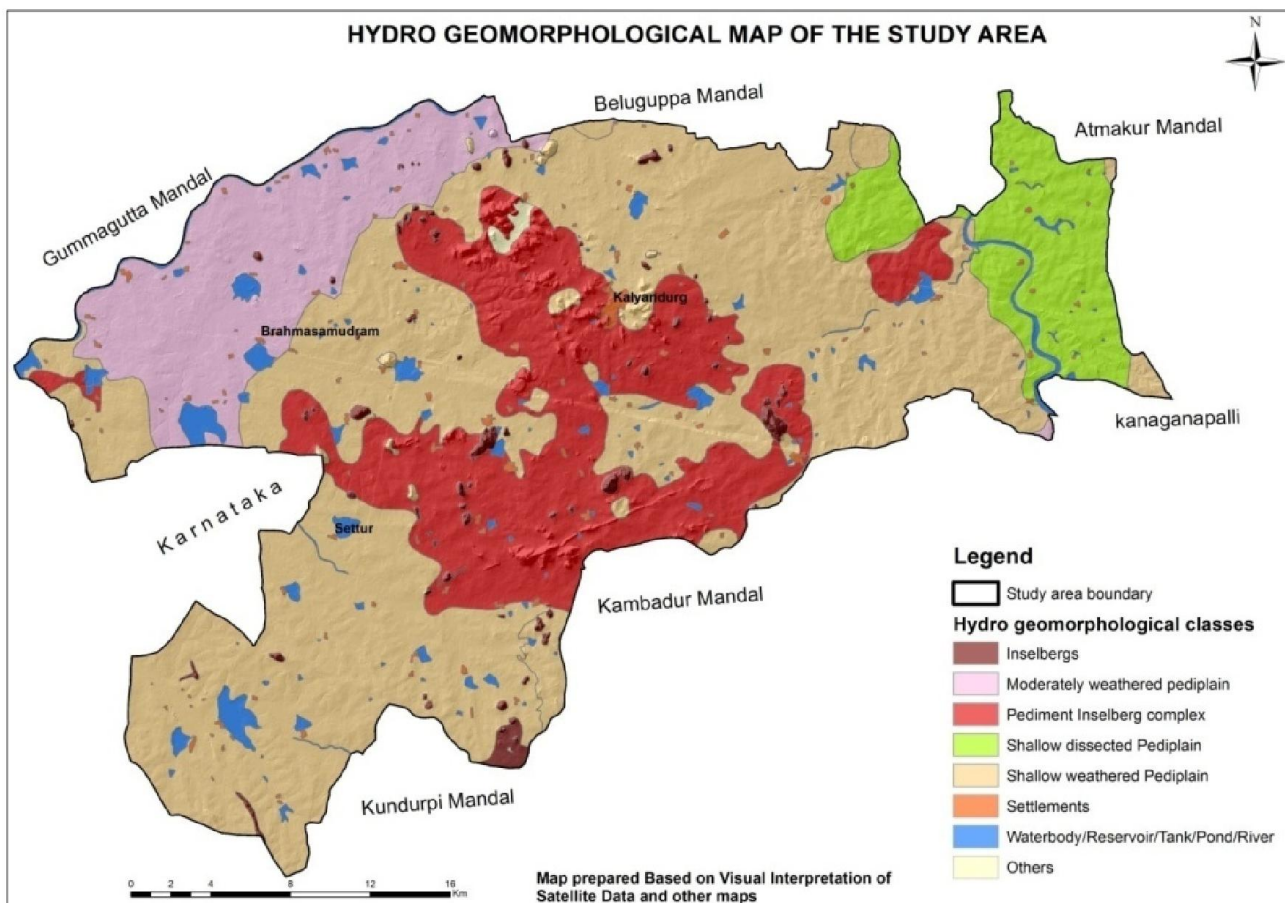 HYDRO GEOMORPHOLOGICAL MAP OF THE STUDY AREA
N
Beluguppa Mandal
Atmakur Mandal
Gummagutta Mandal
Kalyandurg
Brahmasamudram
kanaganapalli
Karnataka
Settur
Kambadur Mandal
Kundurpi Mandal
Legend
Study area boundary
Hydro geomorphological classes
Inselbergs
Moderately weathered pediplain
Pediment Inselberg complex
Shallow dissected Pediplain
Shallow weathered Pediplain
Settlements
Waterbody/Reservoir/Tank/Pond/River
Others
0 2 4 8 12 16
Km
Map prepared Based on Visual Interpretation of
Satellite Data and other maps